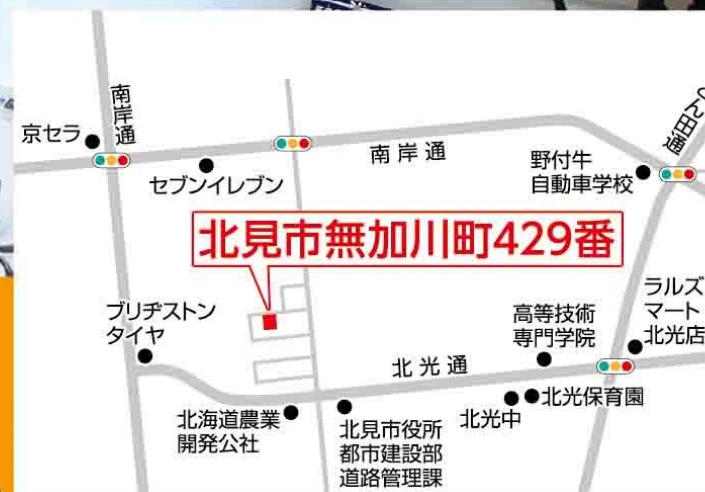 南岸通
京セラ
セブンイレブン
南岸通
とん田通
野付牛
自動車学校
北見市無加川町429番
ブリヂストン
タイヤ
ラルズ
マート
北光店
高等技術
専門学院
北光通
北海道農業
開発公社
北見市役所
都市建設部
道路管理課
北光中
北光保育園